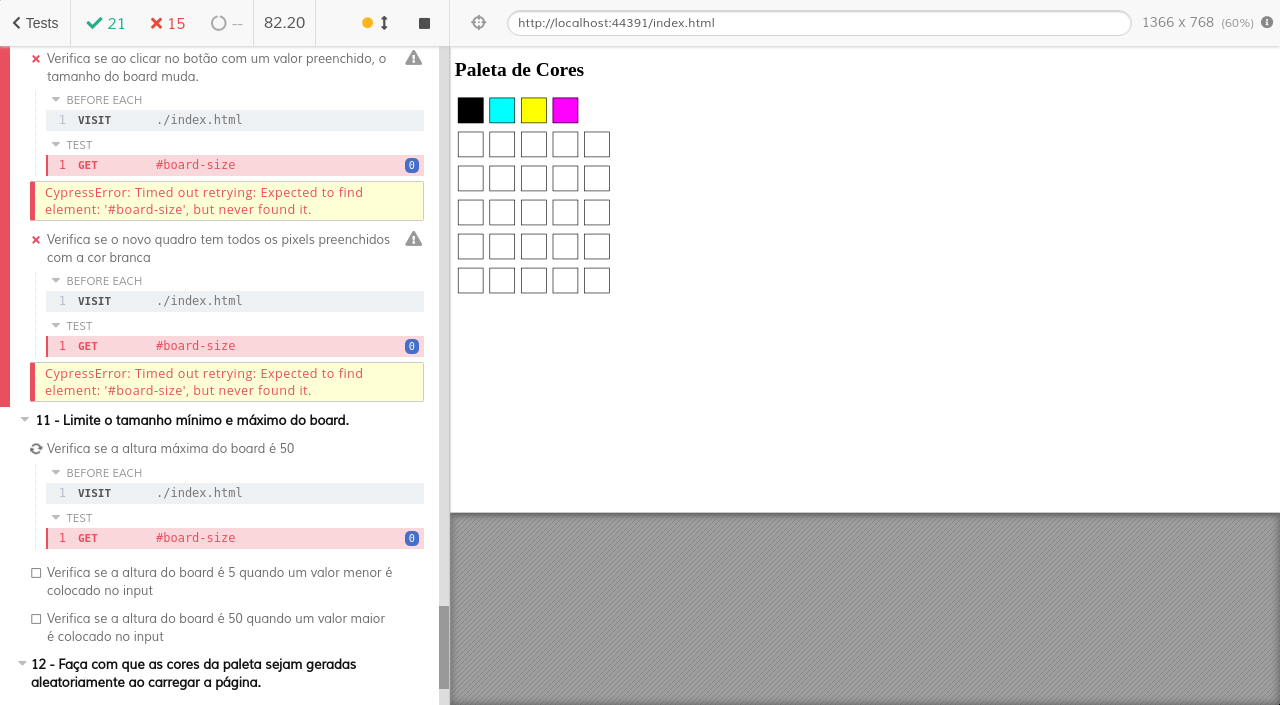 Tests 21 15 -- 82.20
http://localhost:44391/index.html 1366 x 768 (60%)
Verifica se ao clicar no botão com um valor preenchido, o
tamanho do board muda.
BEFORE EACH
1 VISIT ./index.html
TEST
1 GET #board-size 0
CypressError: Timed out retrying: Expected to find
element: '#board-size', but never found it.
Verifica se o novo quadro tem todos os pixels preenchidos
com a cor branca
BEFORE EACH
1 VISIT ./index.html
TEST
1 GET #board-size 0
CypressError: Timed out retrying: Expected to find
element: '#board-size', but never found it.
11 - Limite o tamanho mínimo e máximo do board.
Verifica se a altura máxima do board é 50
BEFORE EACH
1 VISIT ./index.html
TEST
1 GET #board-size 0
Verifica se a altura do board é 5 quando um valor menor é
colocado no input
Verifica se a altura do board é 50 quando um valor maior
é colocado no input
12 - Faça com que as cores da paleta sejam geradas
aleatoriamente ao carregar a página.
Paleta de Cores